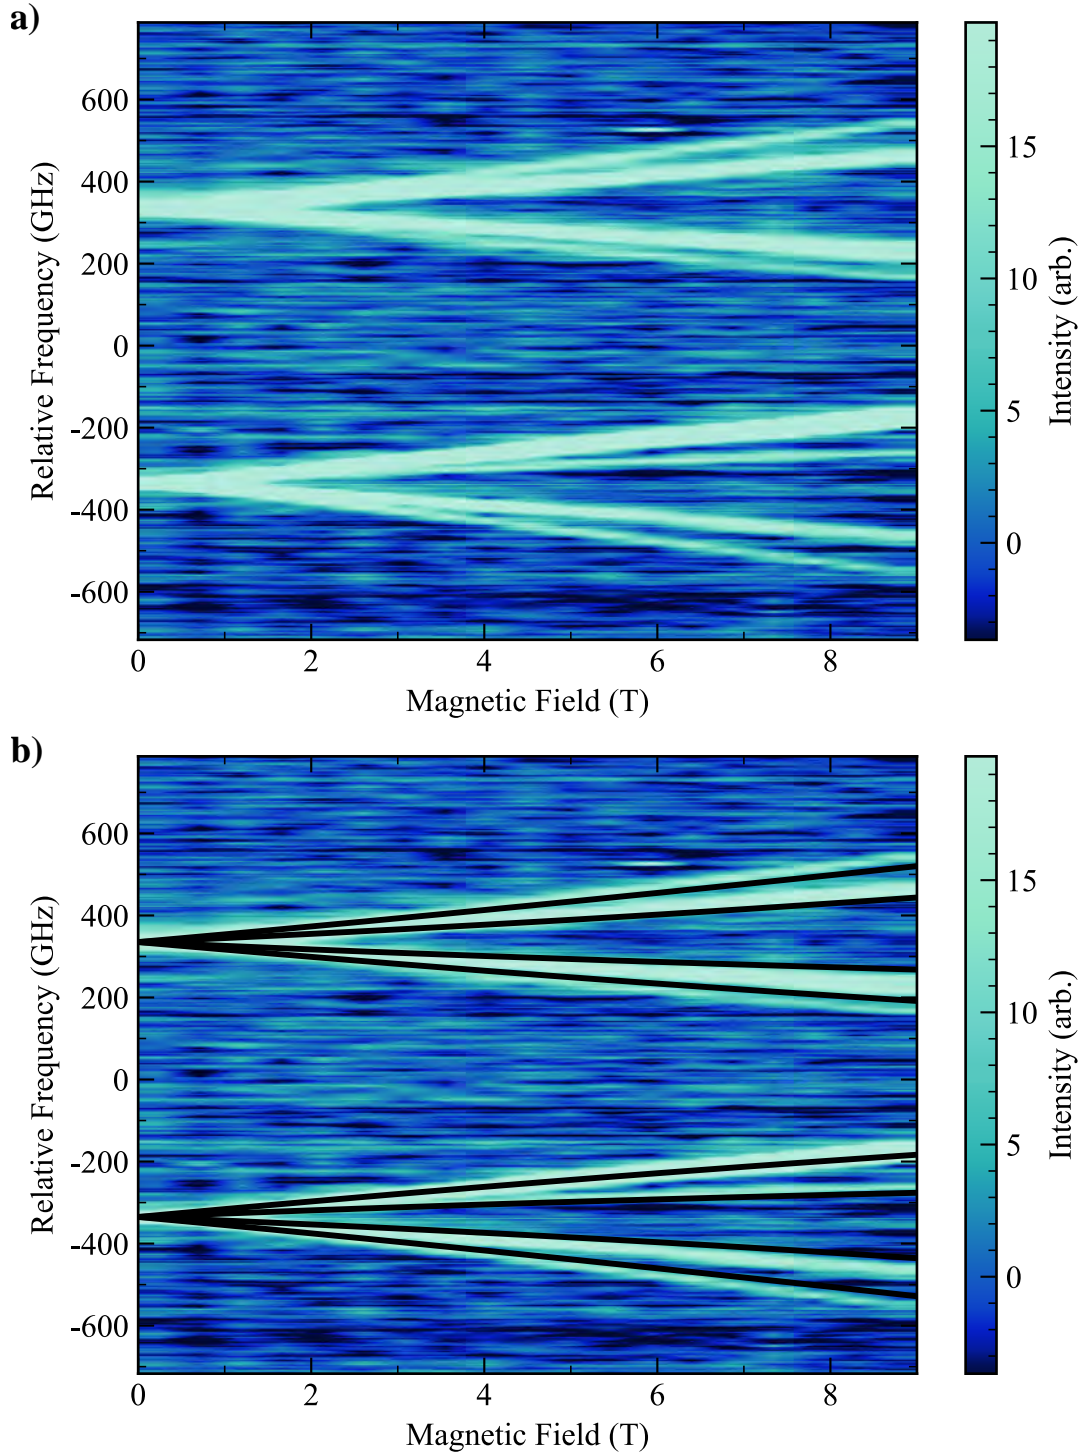 a)
600
400
200
0
-200
-400
-600
Relative Frequency (GHz)
0 2 4 6 8
Magnetic Field (T)
15
10
5
0
Intensity (arb.)
b)
600
400
200
0
-200
-400
-600
Relative Frequency (GHz)
0 2 4 6 8
Magnetic Field (T)
15
10
5
0
Intensity (arb.)